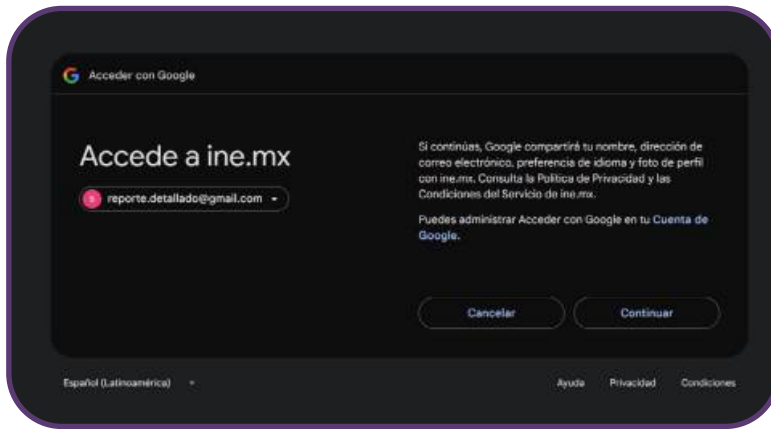 Acceder con Google
Accede a ine.mx
s reporte.detallado@gmail.com
Si continúas, Google compartirá tu nombre, dirección de
correo electrónico, preferencia de idioma y foto de perfil
con ine.mx. Consulta la Política de Privacidad y las
Condiciones del Servicio de ine.mx.
Puedes administrar Acceder con Google en tu Cuenta de
Google.
Cancelar
Continuar
Español (Latinoamérica)
Ayuda Privacidad Condiciones